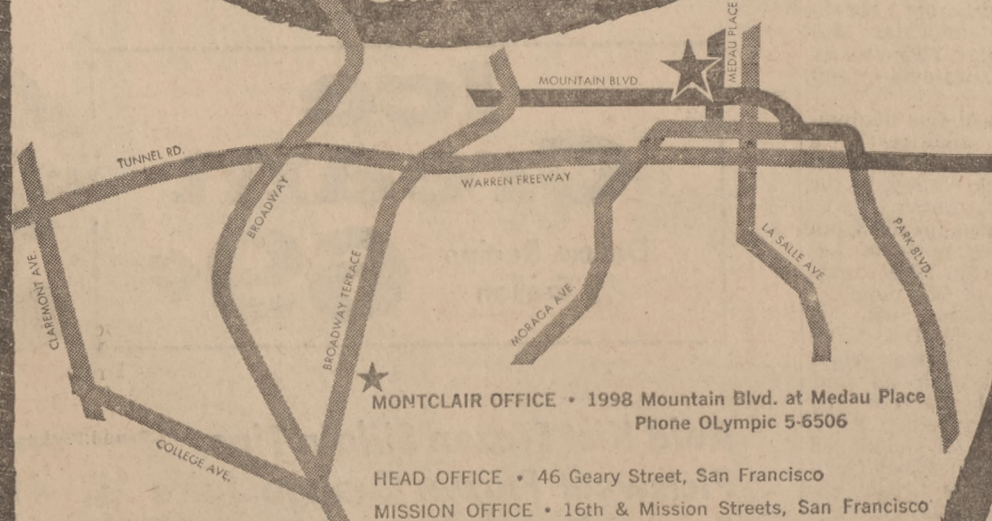 MEDAU PLACE
MOUNTAIN BLVD.
TUNNEL RD.
WARREN FREEWAY
BROADWAY
CLAREMONT AVE.
BROADWAY TERRACE
MORAGA AVE.
LA SALLE AVE
PARK BLVD.
COLLEGE AVE.
MONTCLAIR OFFICE • 1998 Mountain Blvd. at Medau Place
Phone OLympic 5-6506
HEAD OFFICE • 46 Geary Street, San Francisco
MISSION OFFICE • 16th & Mission Streets, San Francisco